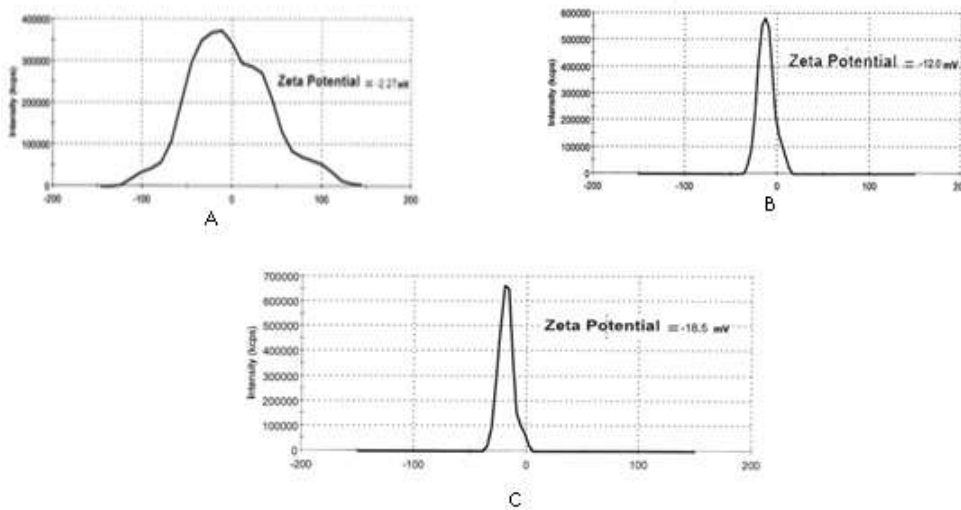 400000
300000
200000
100000
0
Intensity (kcps)
Zeta Potential = -2.27 mV
-200 -100 0 100 200
A
600000
500000
400000
300000
200000
100000
0
Intensity (kcps)
Zeta Potential = -12.0 mV
-200 -100 0 100 200
B
700000
600000
500000
400000
300000
200000
100000
0
Intensity (kcps)
Zeta Potential = -18.5 mV
-200 -100 0 100 200
C